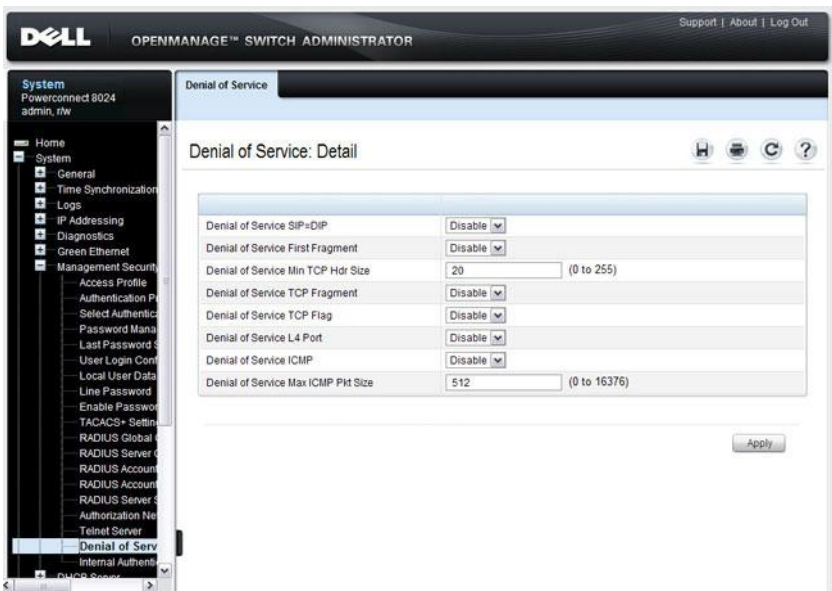 Support | About | Log Out
DELL
OPENMANAGE™ SWITCH ADMINISTRATOR
System
Powerconnect 8024
admin, r/w
Denial of Service
Home
System
General
Time Synchronization
Logs
IP Addressing
Diagnostics
Green Ethernet
Management Security
Access Profile
Authentication
Select Authentic
Password Mana
Last Password
User Login Conf
Local User Data
Line Password
Enable Passwor
TACACS+ Settin
RADIUS Global
RADIUS Server
RADIUS Account
RADIUS Account
RADIUS Server
Authorization Ne
Telnet Server
Denial of Serv
Internal Authenti
DHCP Server
Denial of Service: Detail
Denial of Service SIP=DIP Disable
Denial of Service First Fragment Disable
Denial of Service Min TCP Hdr Size 20 (0 to 255)
Denial of Service TCP Fragment Disable
Denial of Service TCP Flag Disable
Denial of Service L4 Port Disable
Denial of Service ICMP Disable
Denial of Service Max ICMP Pkt Size 512 (0 to 16376)
Apply